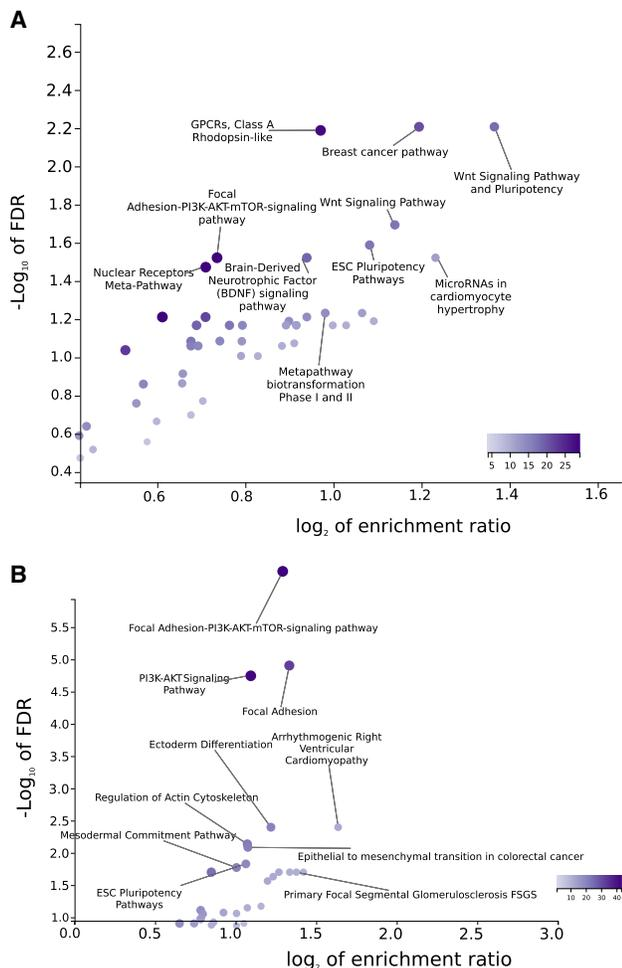 A
2.6
2.4
2.2
2.0
1.8
1.6
1.4
1.2
1.0
0.8
0.6
0.4
-Log10 of FDR
GPCRs, Class A
Rhodopsin-like
Breast cancer pathway
Wnt Signaling Pathway
and Pluripotency
Focal
Adhesion-PI3K-AKT-mTOR-signaling
pathway
Wnt Signaling Pathway
Nuclear Receptors
Meta-Pathway
Brain-Derived
Neurotrophic Factor
(BDNF) signaling
pathway
ESC Pluripotency
Pathways
MicroRNAs in
cardiomyocyte
hypertrophy
Metapathway
biotransformation
Phase I and II
5 10 15 20 25
0.6 0.8 1.0 1.2 1.4 1.6
log2 of enrichment ratio
B
5.5
5.0
4.5
4.0
3.5
3.0
2.5
2.0
1.5
1.0
-Log10 of FDR
Focal Adhesion-PI3K-AKT-mTOR-signaling pathway
PI3K-AKT Signaling
Pathway
Focal Adhesion
Ectoderm Differentiation
Arrhythmogenic Right
Ventricular
Cardiomyopathy
Regulation of Actin Cytoskeleton
Mesodermal Commitment Pathway
Epithelial to mesenchymal transition in colorectal cancer
ESC Pluripotency
Pathways
Primary Focal Segmental Glomerulosclerosis FSGS
10 20 30 40
0.0 0.5 1.0 1.5 2.0 2.5 3.0
log2 of enrichment ratio